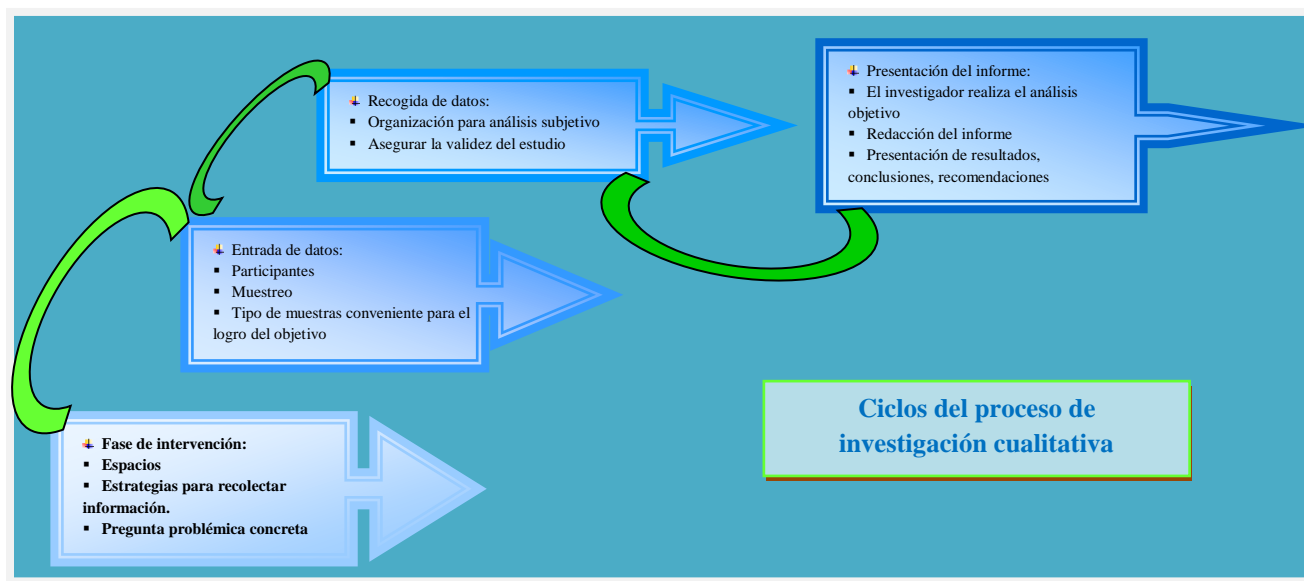 Presentación del informe:
▪ El investigador realiza el análisis
objetivo
▪ Redacción del informe
▪ Presentación de resultados,
conclusiones, recomendaciones
Recogida de datos:
▪ Organización para análisis subjetivo
▪ Asegurar la validez del estudio
Entrada de datos:
▪ Participantes
▪ Muestreo
▪ Tipo de muestras conveniente para el
logro del objetivo
Fase de intervención:
▪ Espacios
▪ Estrategias para recolectar
información.
▪ Pregunta problémica concreta
Ciclos del proceso de
investigación cualitativa